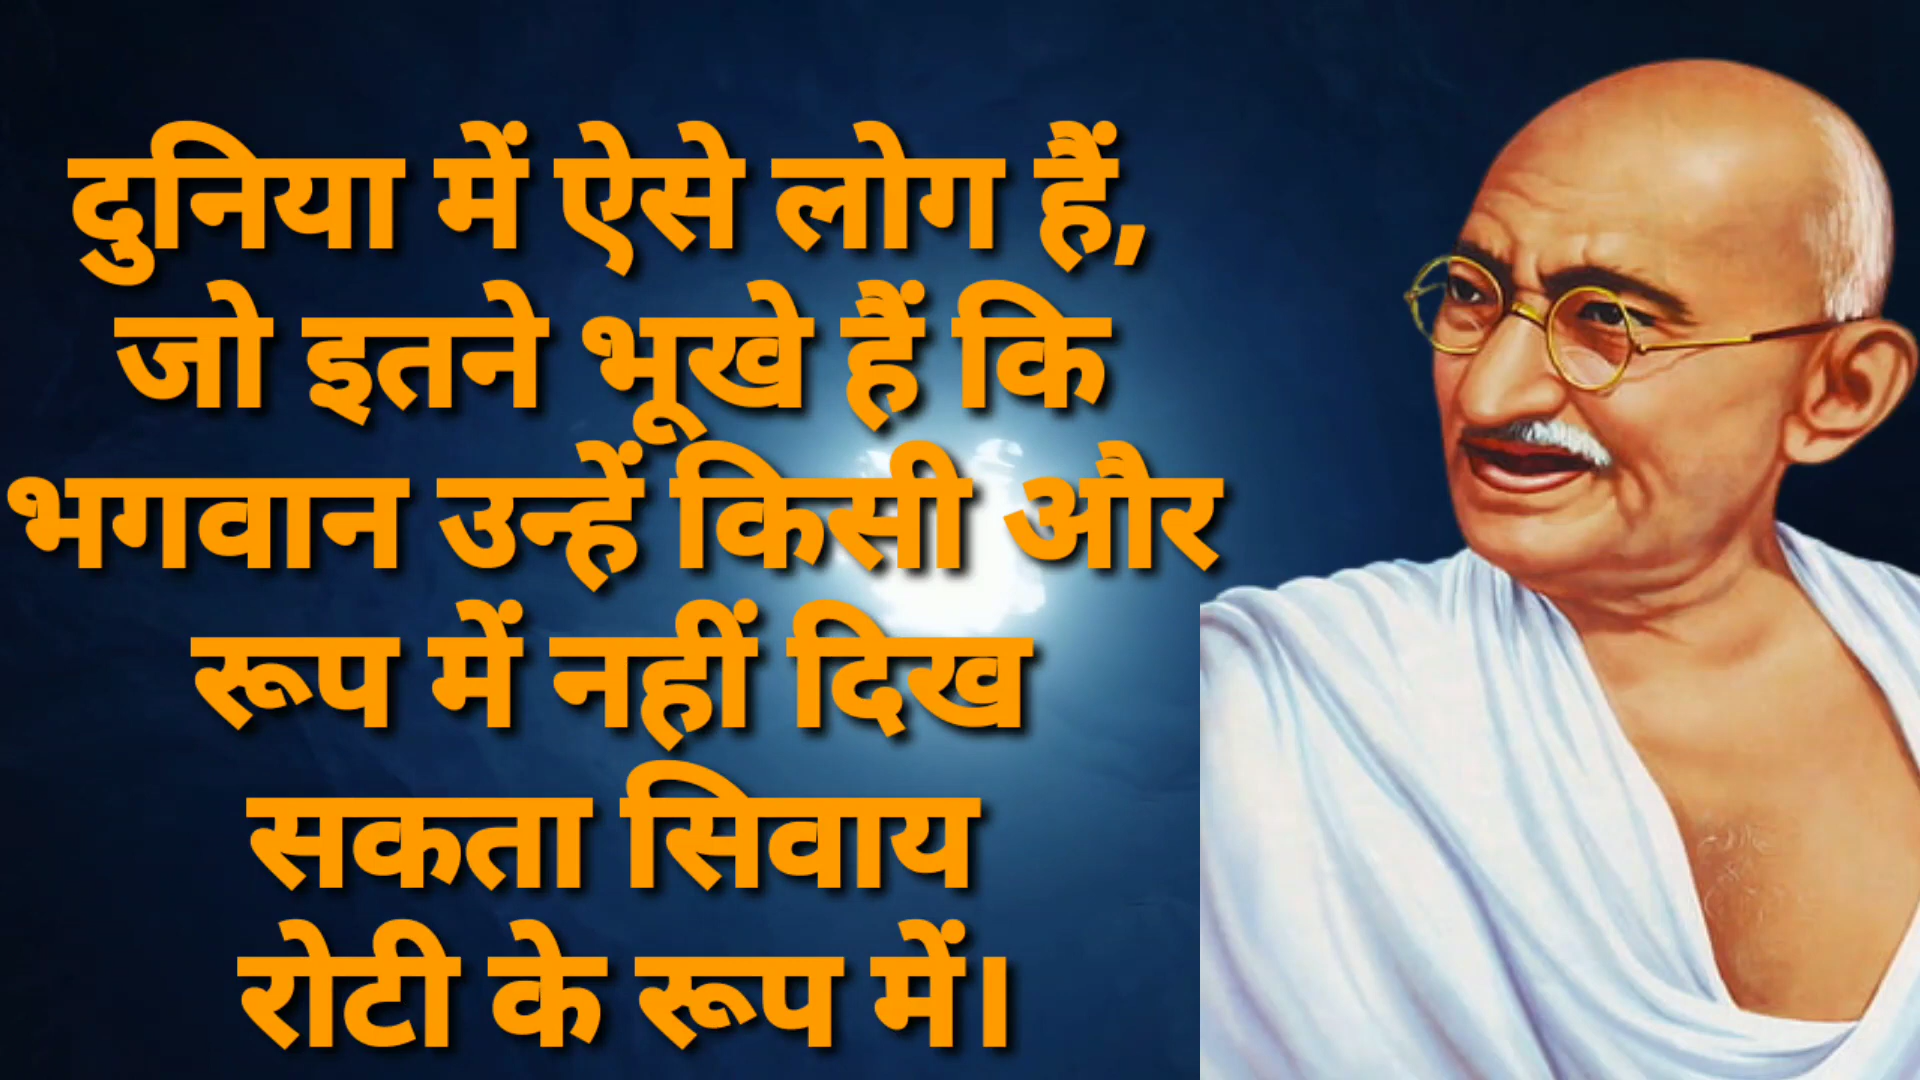 दुनिया में ऐसे लोग हैं,
जो इतने भूखे हैं कि
भगवान उन्हें किसी और
रूप में नहीं दिख
सकता सिवाय
रोटी के रूप में।